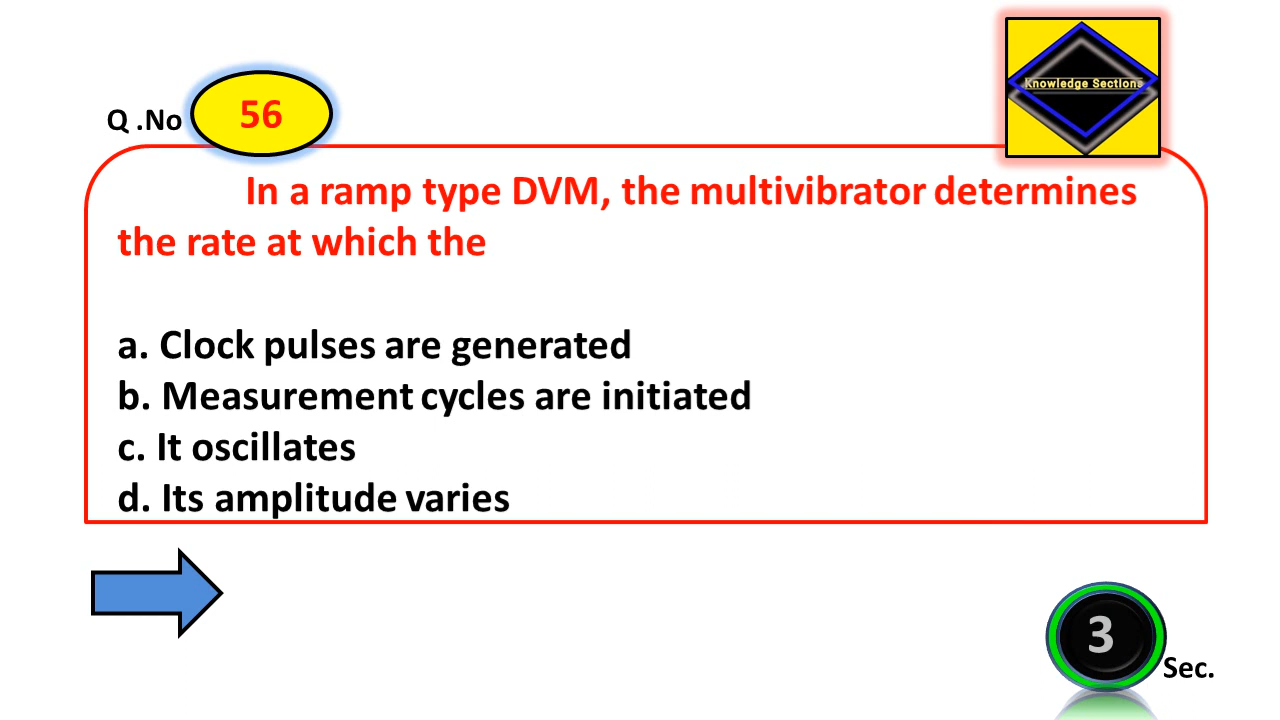 Q .No 56
Knowledge Sections
In a ramp type DVM, the multivibrator determines
the rate at which the
a. Clock pulses are generated
b. Measurement cycles are initiated
c. It oscillates
d. Its amplitude varies
3 Sec.